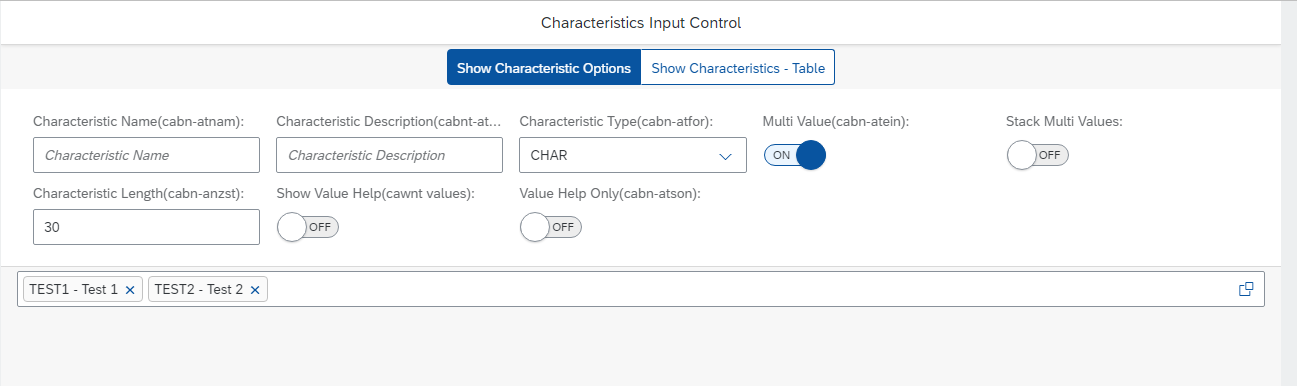 Characteristics Input Control
Show Characteristic Options Show Characteristics - Table
Characteristic Name(cabn-atnam): Characteristic Description(cabnt-at... Characteristic Type(cabn-atfor): Multi Value(cabn-atein): Stack Multi Values:
Characteristic Name Characteristic Description CHAR ON OFF
Characteristic Length(cabn-anzst): Show Value Help(cawnt values): Value Help Only(cabn-atson):
30 OFF OFF
TEST1 - Test 1 TEST2 - Test 2